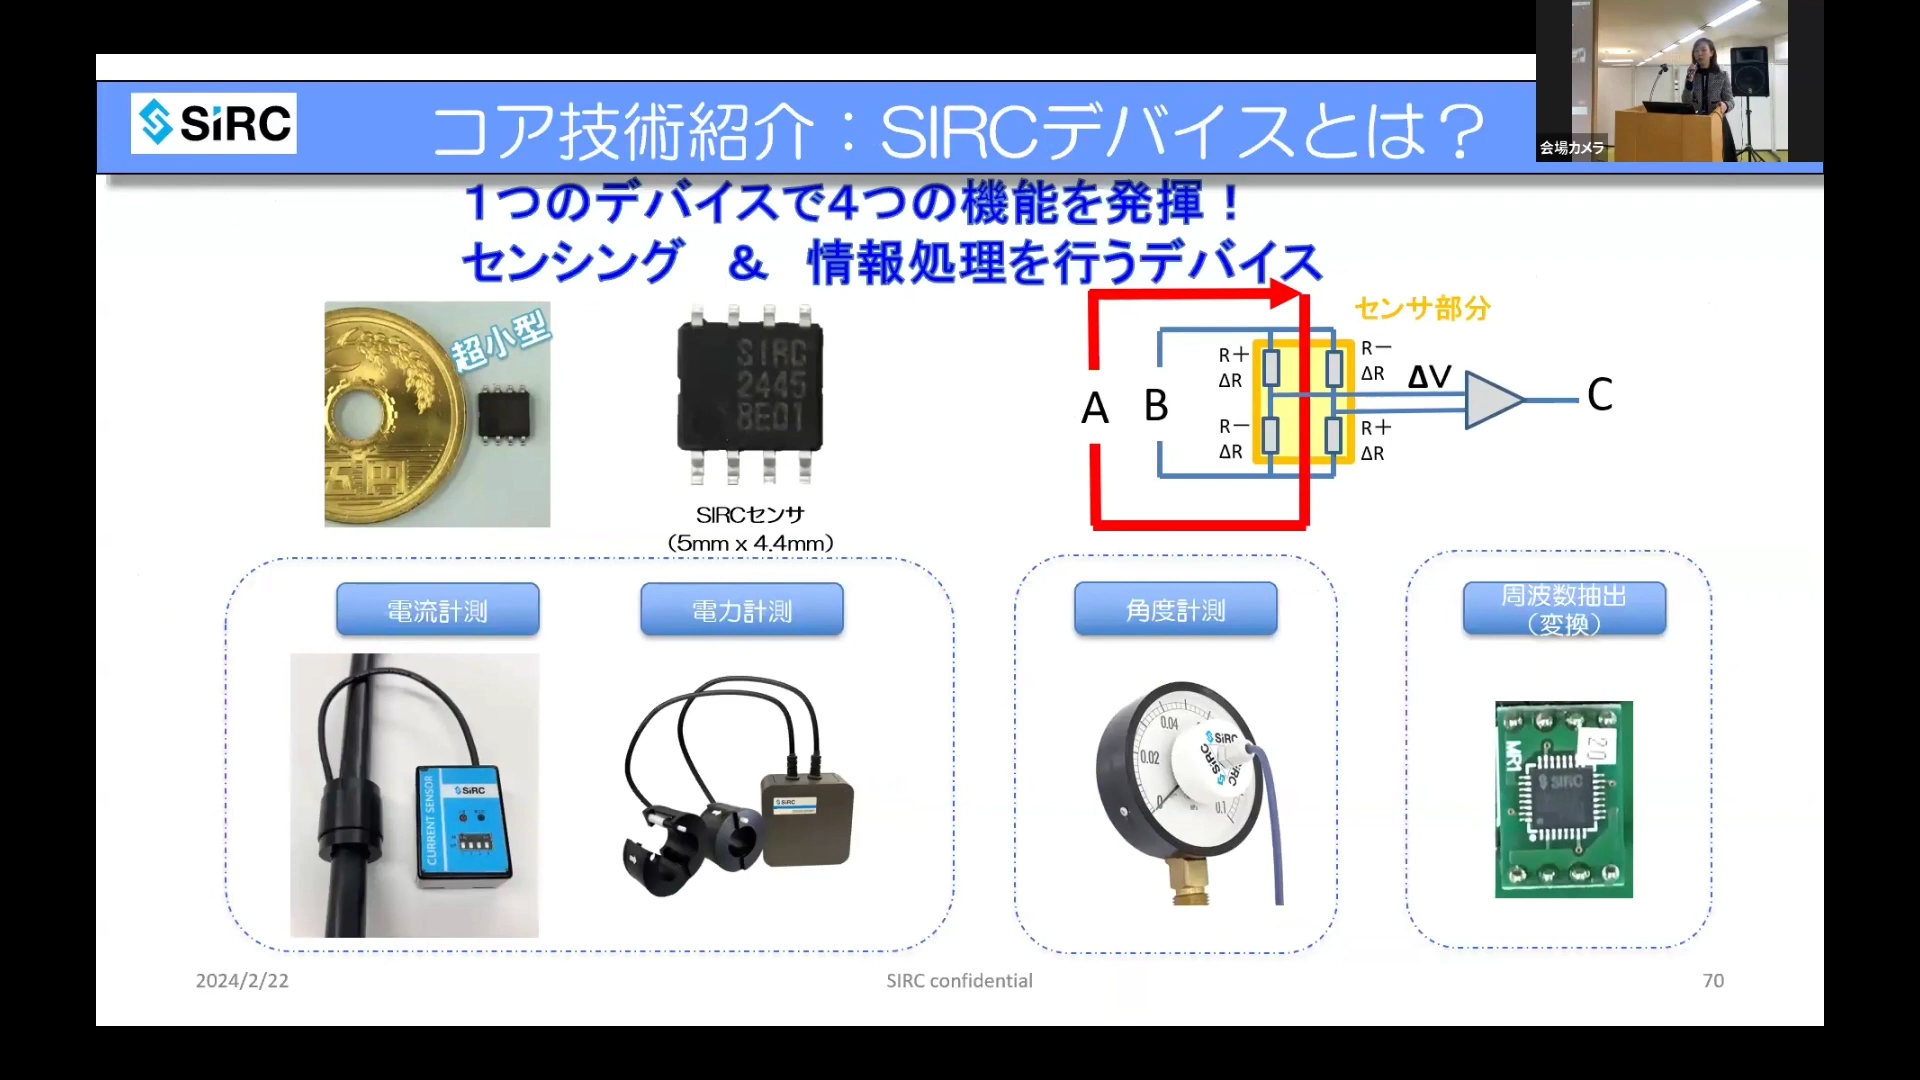 SiRC
コア技術紹介：SIRCデバイスとは？
会場カメラ
1つのデバイスで4つの機能を発揮！
センシング ＆ 情報処理を行うデバイス
超小型
五円
SIRC
2445
8E01
SIRCセンサ
（5mm x 4.4mm）
センサ部分
A
B
R＋
ΔR
R－
ΔR
R－
ΔR
R＋
ΔR
ΔV
C
電流計測
電力計測
角度計測
周波数抽出
（変換）
CURRENT SENSOR
SiRC
SiRC
0.04
0.02
0
0.1
SiRC
MR1
20
SIRC
2024/2/22
SIRC confidential
70